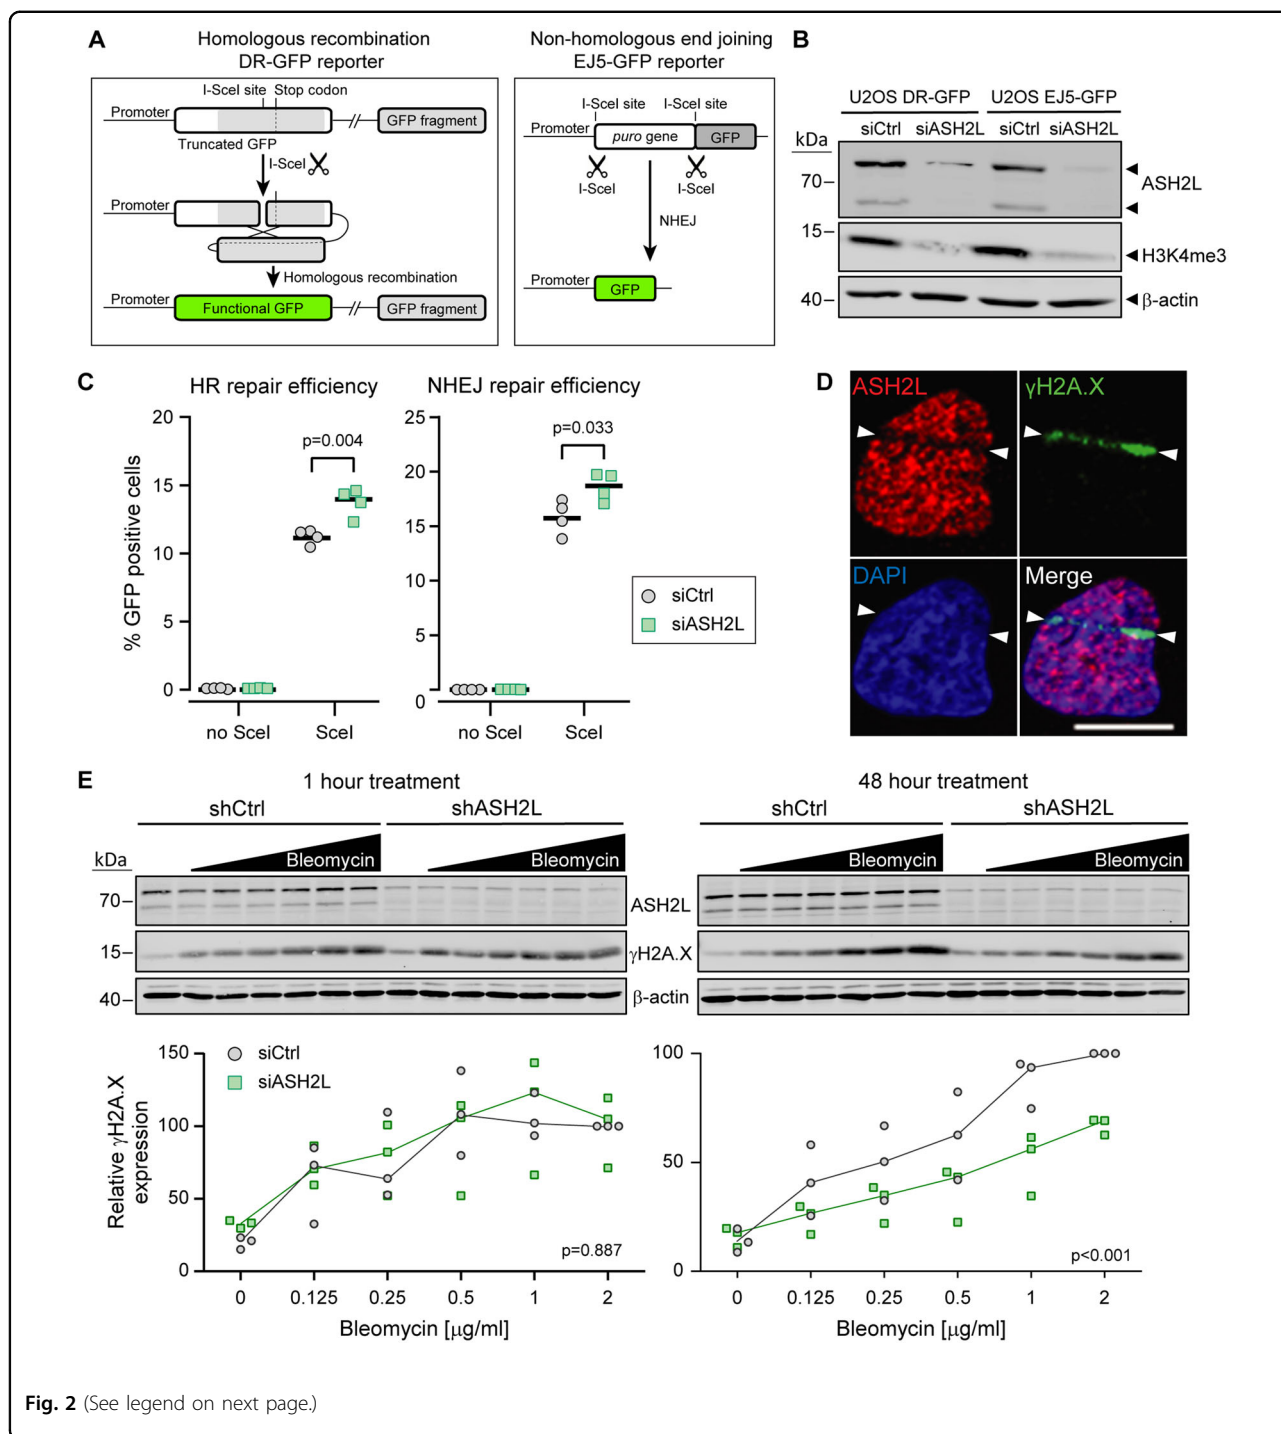 A
Homologous recombination
DR-GFP reporter
I-SceI site
Stop codon
Promoter
GFP fragment
Truncated GFP
I-SceI
Promoter
Homologous recombination
Promoter
Functional GFP
GFP fragment
Non-homologous end joining
EJ5-GFP reporter
I-SceI site
I-SceI site
Promoter
puro gene
GFP
I-SceI
I-SceI
NHEJ
Promoter
GFP
B
U2OS DR-GFP
U2OS EJ5-GFP
siCtrl
siASH2L
siCtrl
siASH2L
kDa
70
ASH2L
15
H3K4me3
40
β-actin
C
HR repair efficiency
% GFP positive cells
20
15
10
5
0
p=0.004
no SceI
SceI
NHEJ repair efficiency
25
20
15
10
5
0
p=0.033
no SceI
SceI
siCtrl
siASH2L
D
ASH2L
γH2A.X
DAPI
Merge
E
1 hour treatment
shCtrl
shASH2L
Bleomycin
Bleomycin
kDa
70
15
40
ASH2L
γH2A.X
β-actin
48 hour treatment
shCtrl
shASH2L
Bleomycin
Bleomycin
Relative γH2A.X
expression
150
100
50
0
siCtrl
siASH2L
p=0.887
0
0.125
0.25
0.5
1
2
Bleomycin [μg/ml]
100
50
0
p<0.001
0
0.125
0.25
0.5
1
2
Bleomycin [μg/ml]
Fig. 2 (See legend on next page.)